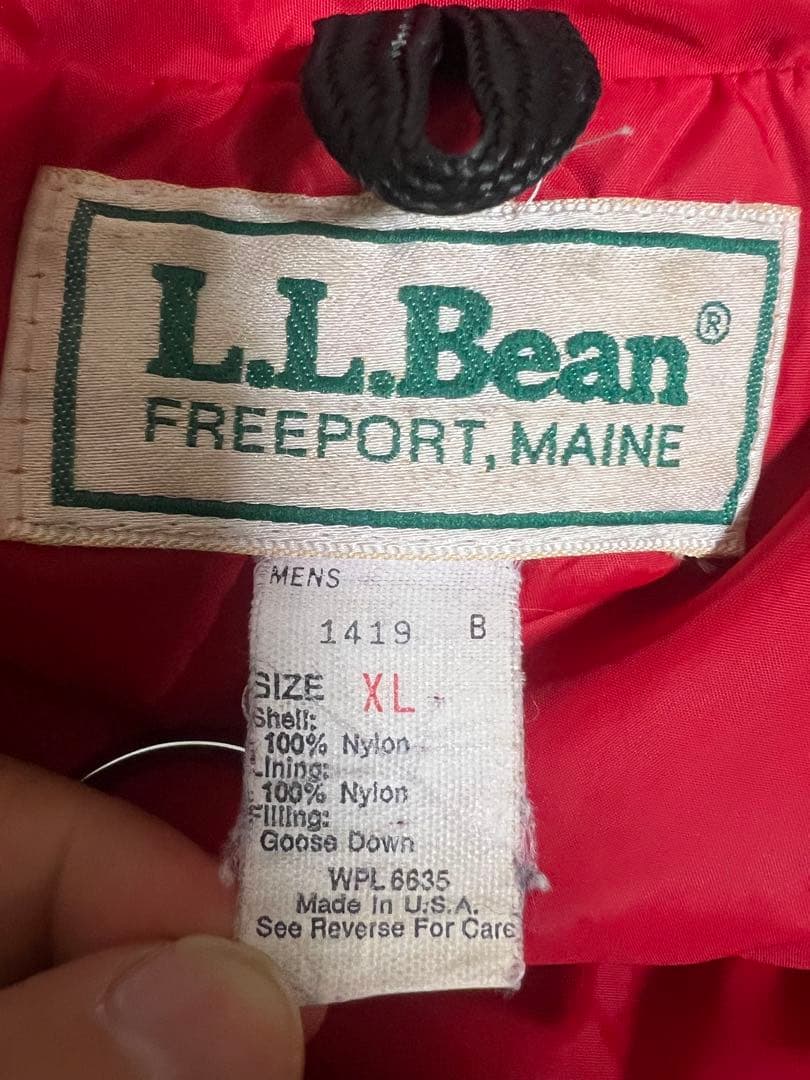 L.L.Bean®
FREEPORT, MAINE
MENS
1419 B
SIZE XL
Shell:
100% Nylon
Lining:
100% Nylon
Filling:
Goose Down
WPL 6635
Made In U.S.A.
See Reverse For Care